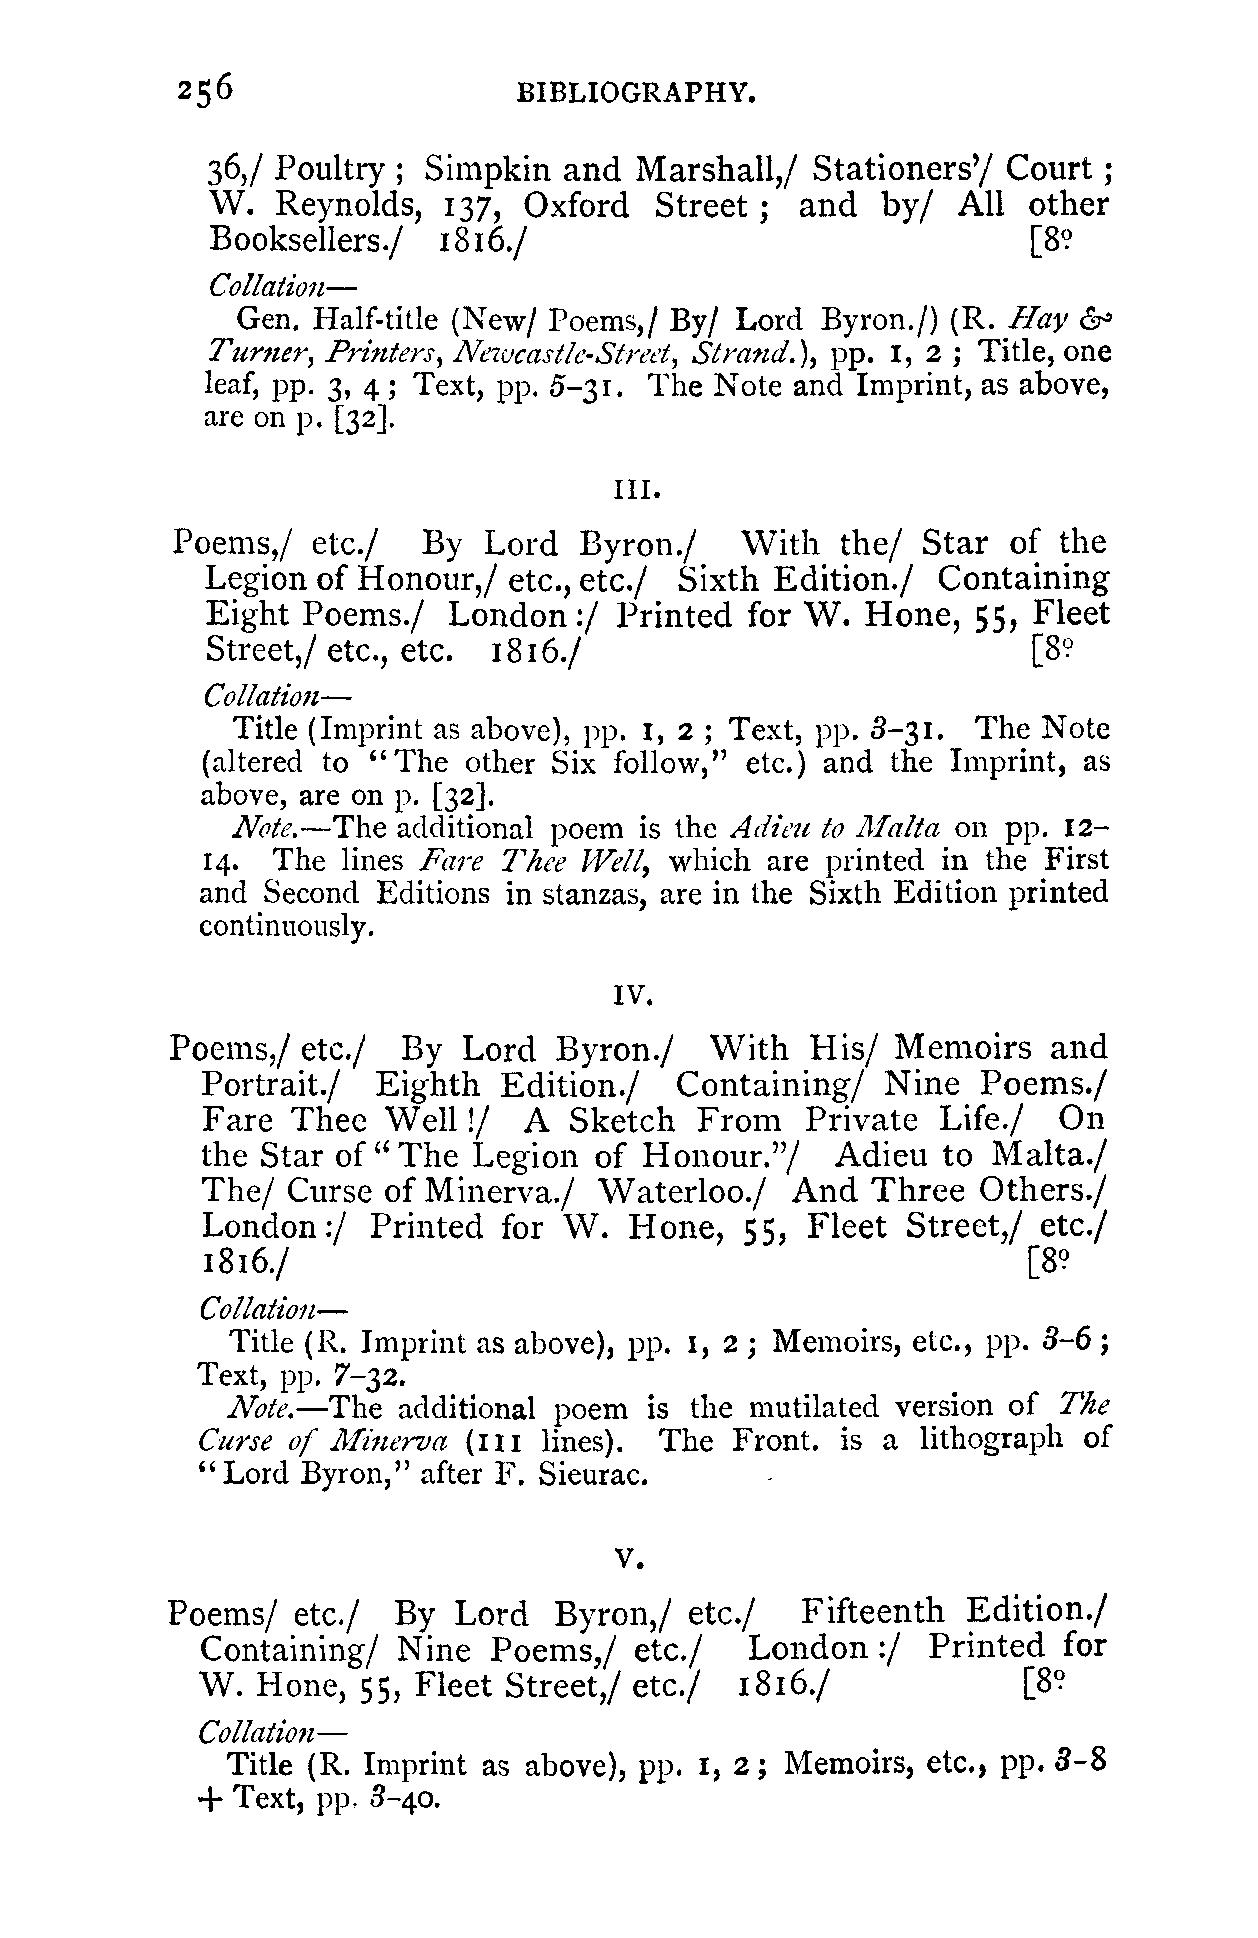 256 BIBLIOGRAPHY.
36,/ Poultry ; Simpkin and Marshall,/ Stationers'/ Court ;
W. Reynolds, 137, Oxford Street ; and by/ All other
Booksellers./ 1816./ [8º
Collation—
Gen. Half-title (New/ Poems,/ By/ Lord Byron./) (R. Hay &
Turner, Printers, Newcastle-Street, Strand.), pp. 1, 2 ; Title, one
leaf, pp. 3, 4 ; Text, pp. 5–31. The Note and Imprint, as above,
are on p. [32].
III.
Poems,/ etc./ By Lord Byron./ With the/ Star of the
Legion of Honour,/ etc., etc./ Sixth Edition./ Containing
Eight Poems./ London :/ Printed for W. Hone, 55, Fleet
Street,/ etc., etc. 1816./ [8º
Collation—
Title (Imprint as above), pp. 1, 2 ; Text, pp. 3–31. The Note
(altered to "The other Six follow," etc.) and the Imprint, as
above, are on p. [32].
Note.—The additional poem is the Adieu to Malta on pp. 12–
14. The lines Fare Thee Well, which are printed in the First
and Second Editions in stanzas, are in the Sixth Edition printed
continuously.
IV.
Poems,/ etc./ By Lord Byron./ With His/ Memoirs and
Portrait./ Eighth Edition./ Containing/ Nine Poems./
Fare Thee Well !/ A Sketch From Private Life./ On
the Star of "The Legion of Honour."/ Adieu to Malta./
The/ Curse of Minerva./ Waterloo./ And Three Others./
London :/ Printed for W. Hone, 55, Fleet Street,/ etc./
1816./ [8º
Collation—
Title (R. Imprint as above), pp. 1, 2 ; Memoirs, etc., pp. 3–6 ;
Text, pp. 7–32.
Note.—The additional poem is the mutilated version of The
Curse of Minerva (111 lines). The Front. is a lithograph of
"Lord Byron," after F. Sieurac.
V.
Poems/ etc./ By Lord Byron,/ etc./ Fifteenth Edition./
Containing/ Nine Poems,/ etc./ London :/ Printed for
W. Hone, 55, Fleet Street,/ etc./ 1816./ [8º
Collation—
Title (R. Imprint as above), pp. 1, 2 ; Memoirs, etc., pp. 3–8
+ Text, pp. 3–40.